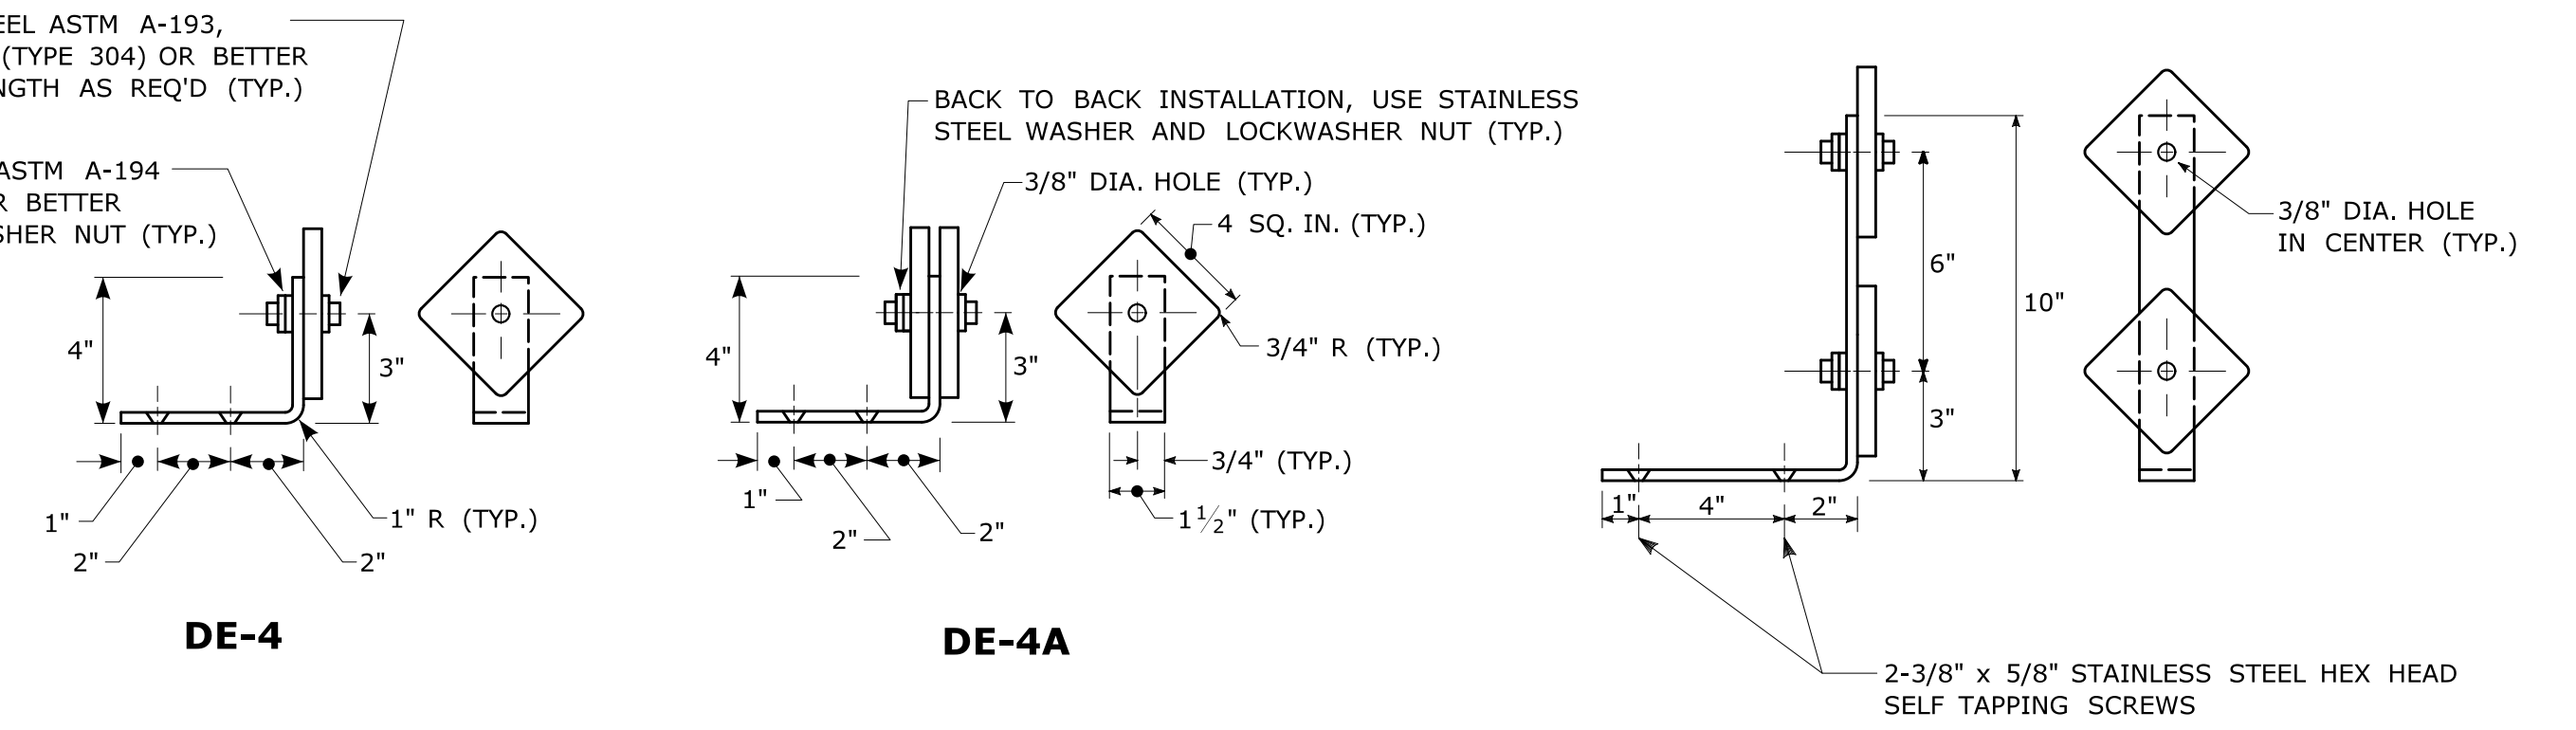 EEL ASTM A-193,
(TYPE 304) OR BETTER
NGTH AS REQ'D (TYP.)
ASTM A-194
R BETTER
SHER NUT (TYP.)
4"
3"
1"
2"
2"
1" R (TYP.)
DE-4
BACK TO BACK INSTALLATION, USE STAINLESS
STEEL WASHER AND LOCKWASHER NUT (TYP.)
3/8" DIA. HOLE (TYP.)
4 SQ. IN. (TYP.)
3/4" R (TYP.)
4"
3"
1"
2"
2"
3/4" (TYP.)
1 1/2" (TYP.)
DE-4A
6"
10"
3"
1"
4"
2"
3/8" DIA. HOLE
IN CENTER (TYP.)
2-3/8" x 5/8" STAINLESS STEEL HEX HEAD
SELF TAPPING SCREWS